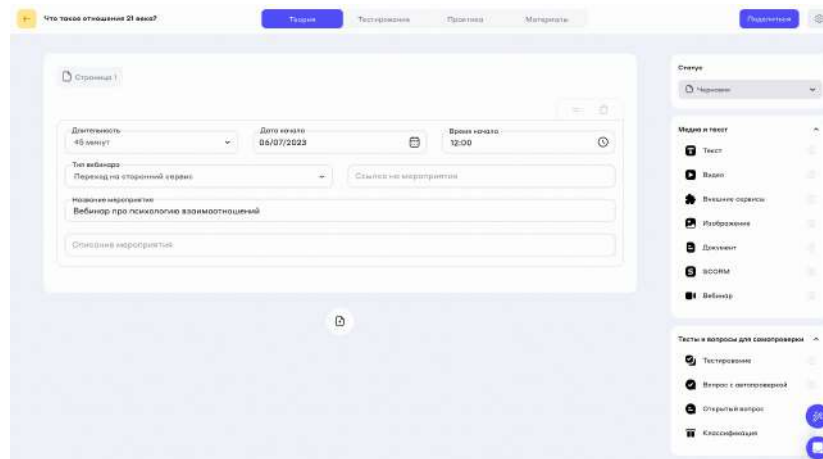 Что такое отношения 21 века?
Теория
Тестирование
Практика
Материалы
Поделиться
Страница 1
Длительность
45 минут
Дата начала
06/07/2023
Время начала
12:00
Тип вебинара
Переход на сторонний сервис
Ссылка на мероприятие
Название мероприятия
Вебинар про психологию взаимоотношений
Описание мероприятия
Статус
Черновик
Медиа и текст
Текст
Видео
Внешние сервисы
Изображение
Документ
SCORM
Вебинар
Тесты и вопросы для самопроверки
Тестирование
Вопрос с автопроверкой
Открытый вопрос
Классификация